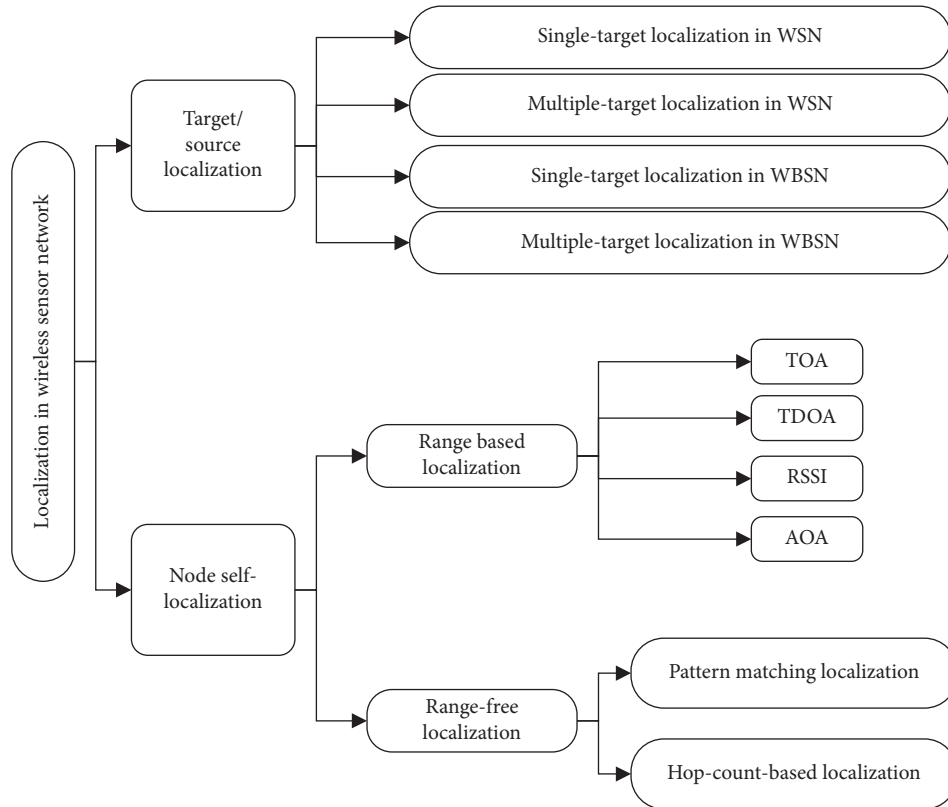 Localization in wireless sensor network
Target/
source
localization
Single-target localization in WSN
Multiple-target localization in WSN
Single-target localization in WBSN
Multiple-target localization in WBSN
Node self-
localization
Range based
localization
TOA
TDOA
RSSI
AOA
Range-free
localization
Pattern matching localization
Hop-count-based localization